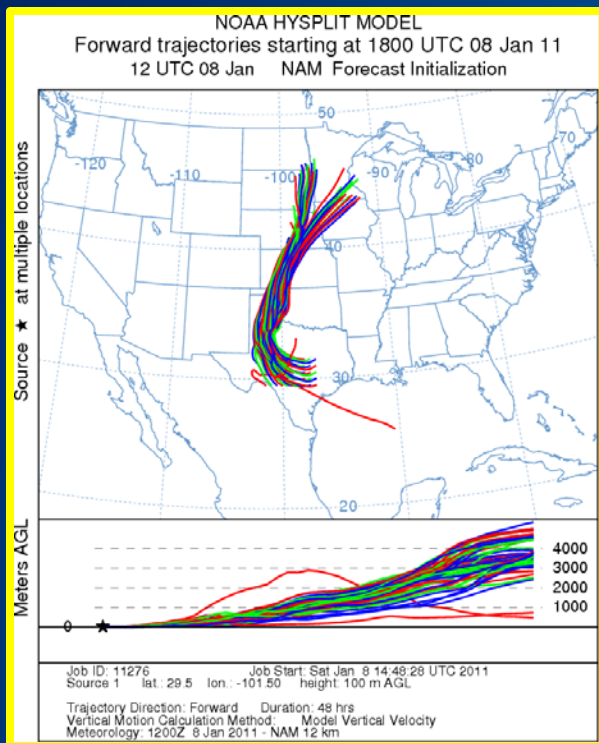 NOAA HYSPLIT MODEL
Forward trajectories starting at 1800 UTC 08 Jan 11
12 UTC 08 Jan NAM Forecast Initialization
Source ★ at multiple locations
50
-120
-110
-100
-90
-80
70
40
30
20
Meters AGL
0
4000
3000
2000
1000
Job ID: 11276 Job Start: Sat Jan 8 14:48:28 UTC 2011
Source 1 lat.: 29.5 lon.: -101.50 height: 100 m AGL
Trajectory Direction: Forward Duration: 48 hrs
Vertical Motion Calculation Method: Model Vertical Velocity
Meteorology: 1200Z 8 Jan 2011 - NAM 12 km